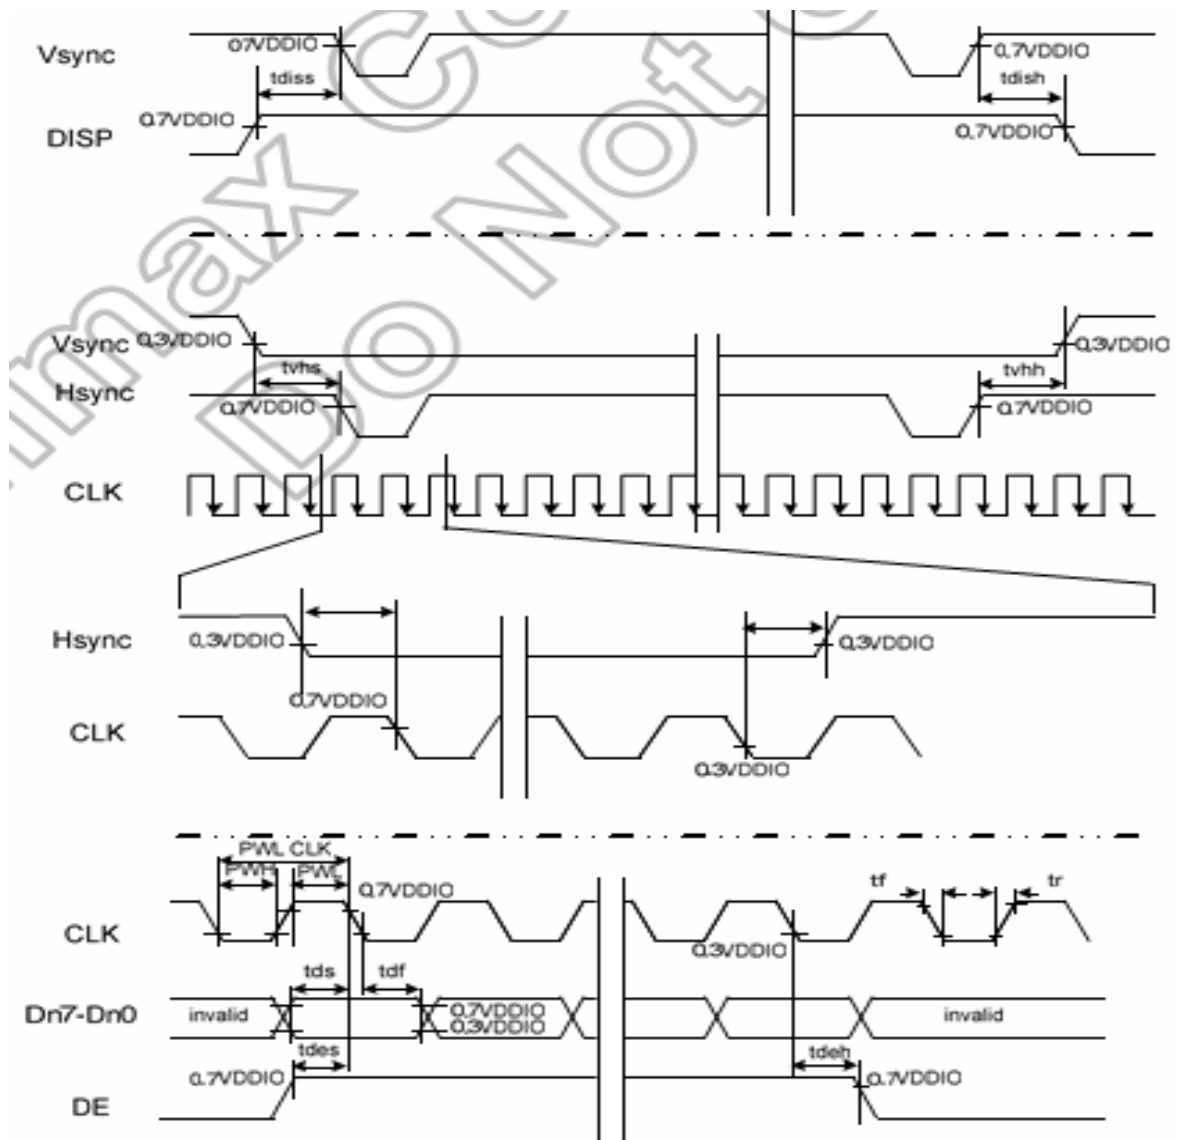 Vsync
0.7VDDIO
0.7VDDIO
tdiss
tdish
0.7VDDIO
DISP
0.7VDDIO
Vsync
0.3VDDIO
0.3VDDIO
tvhs
tvhh
Hsync
0.7VDDIO
0.7VDDIO
CLK
Hsync
0.3VDDIO
0.3VDDIO
0.7VDDIO
CLK
0.3VDDIO
PWL CLK
PWH
PWL
0.7VDDIO
tf
tr
CLK
0.3VDDIO
tds
tdf
Dn7-Dn0
invalid
0.7VDDIO
0.3VDDIO
invalid
tdes
tdeh
0.7VDDIO
0.7VDDIO
DE
Do Not